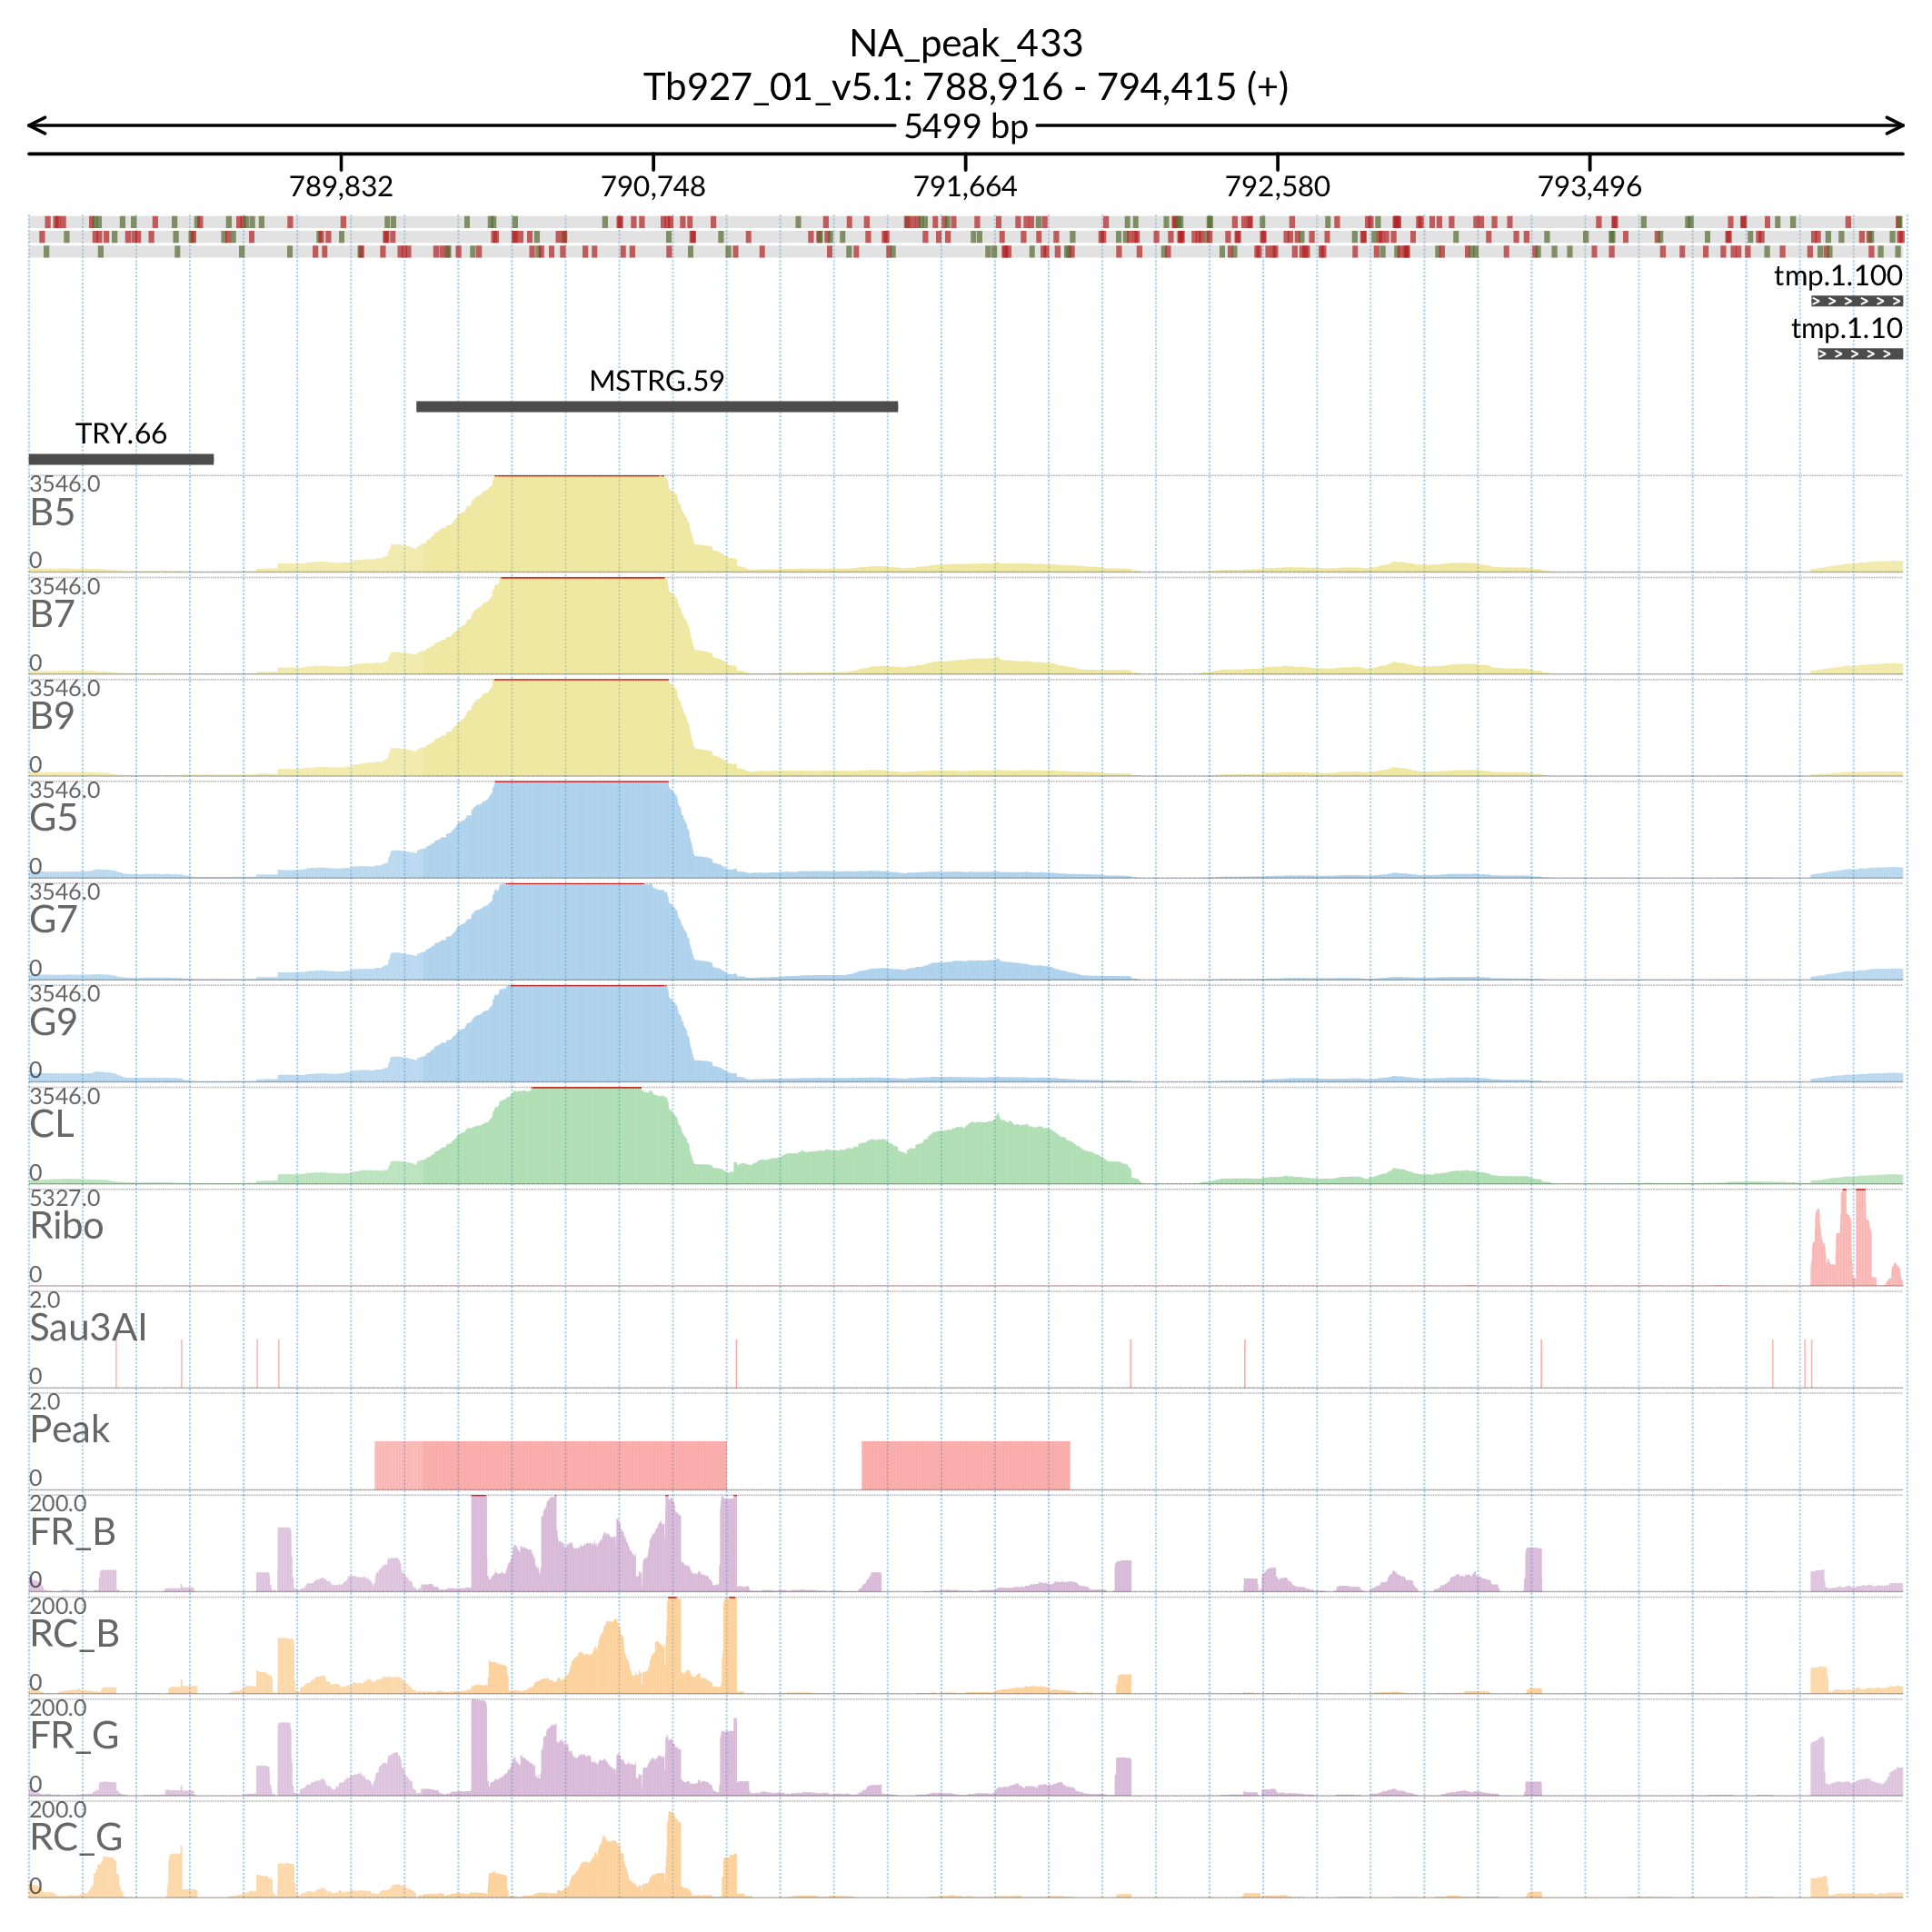 NA_peak_433
Tb927_01_v5.1: 788,916 - 794,415 (+)
5499 bp
789,832 790,748 791,664 792,580 793,496
tmp.1.100
tmp.1.10
MSTRG.59
TRY.66
3546.0
B5
0
3546.0
B7
0
3546.0
B9
0
3546.0
G5
0
3546.0
G7
0
3546.0
G9
0
3546.0
CL
0
5327.0
Ribo
0
2.0
Sau3AI
0
2.0
Peak
0
200.0
FR_B
0
200.0
RC_B
0
200.0
FR_G
0
200.0
RC_G
0